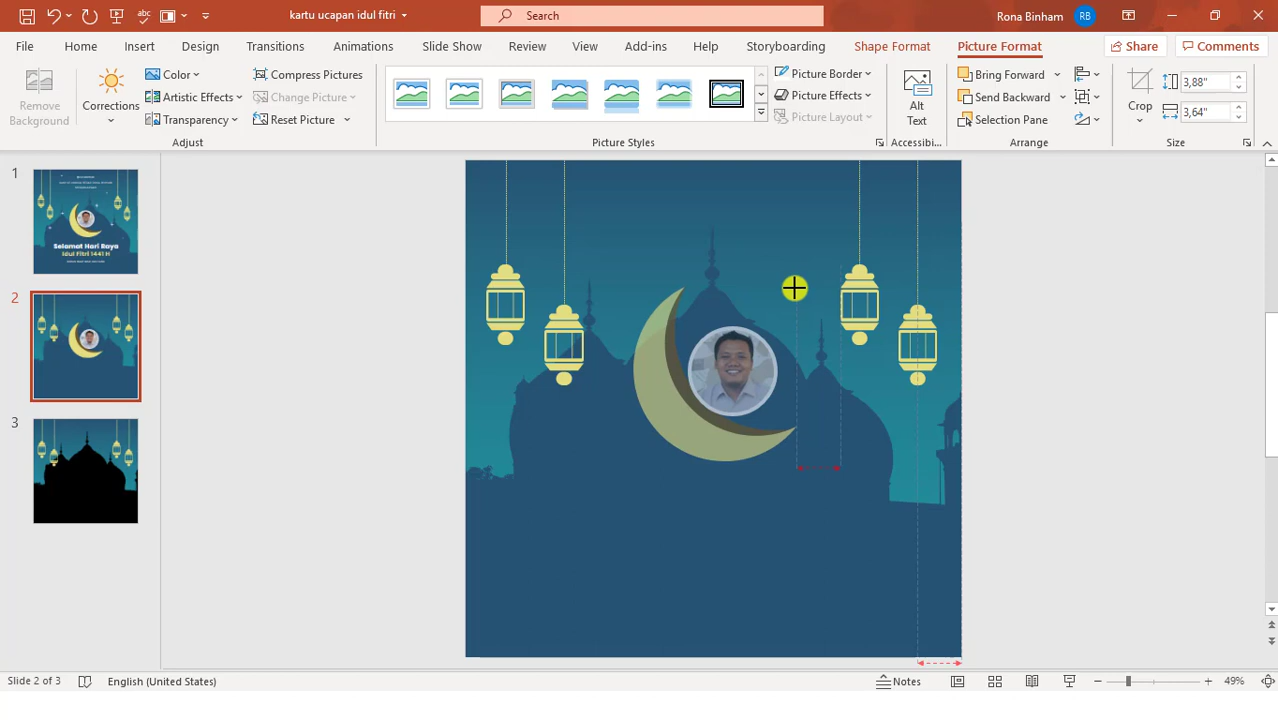 abc
kartu ucapan idul fitri
Search
Rona Binham
RB
File
Home
Insert
Design
Transitions
Animations
Slide Show
Review
View
Add-ins
Help
Storyboarding
Shape Format
Picture Format
Share
Comments
Remove
Background
Corrections
Color
Artistic Effects
Transparency
Compress Pictures
Change Picture
Reset Picture
Adjust
Picture Border
Picture Effects
Picture Layout
Picture Styles
Alt
Text
Accessibi...
Bring Forward
Send Backward
Selection Pane
Arrange
Crop
3,88"
3,64"
Size
1
Selamat Hari Raya
Idul Fitri 1441 H
2
3
Slide 2 of 3
English (United States)
Notes
49%